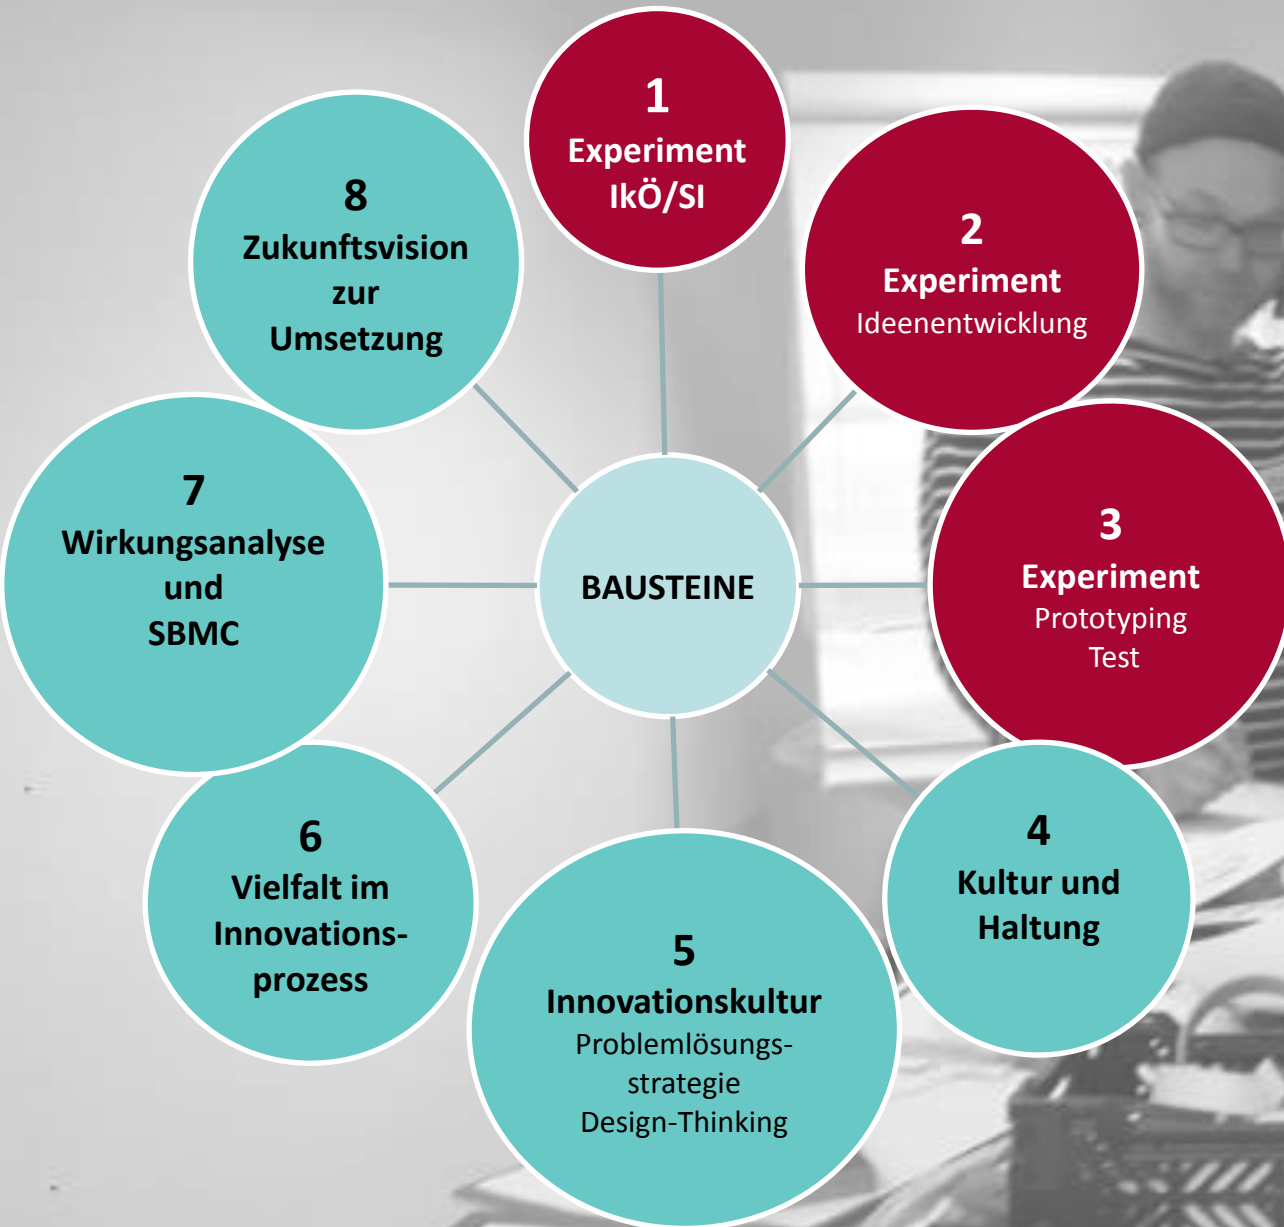 1
Experiment
IkÖ/SI
2
Experiment
Ideenentwicklung
3
Experiment
Prototyping
Test
4
Kultur und
Haltung
5
Innovationskultur
Problemlösungs-
strategie
Design-Thinking
6
Vielfalt im
Innovations-
prozess
7
Wirkungsanalyse
und
SBMC
8
Zukunftsvision
zur
Umsetzung
BAUSTEINE